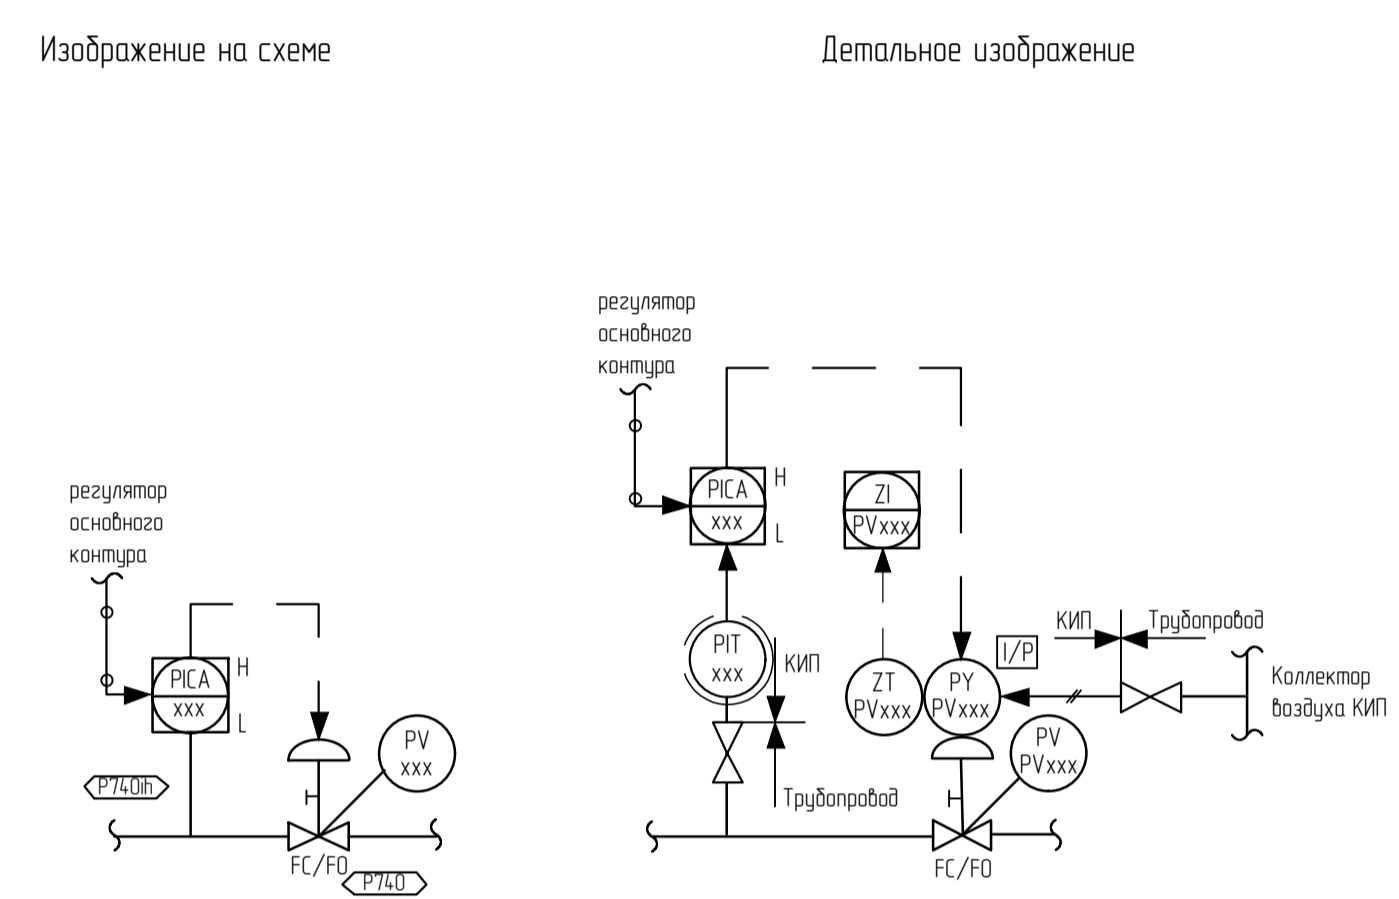 Изображение на схеме
Детальное изображение
регулятор
основного
контура
PICA
xxx
H
L
P740ih
PV
xxx
FC/FO
P740
регулятор
основного
контура
PICA
xxx
H
L
ZI
PVxxx
PIT
xxx
КИП
Трубопровод
ZT
PVxxx
PY
PVxxx
I/P
КИП
Трубопровод
Коллектор
воздуха КИП
PV
PVxxx
FC/FO